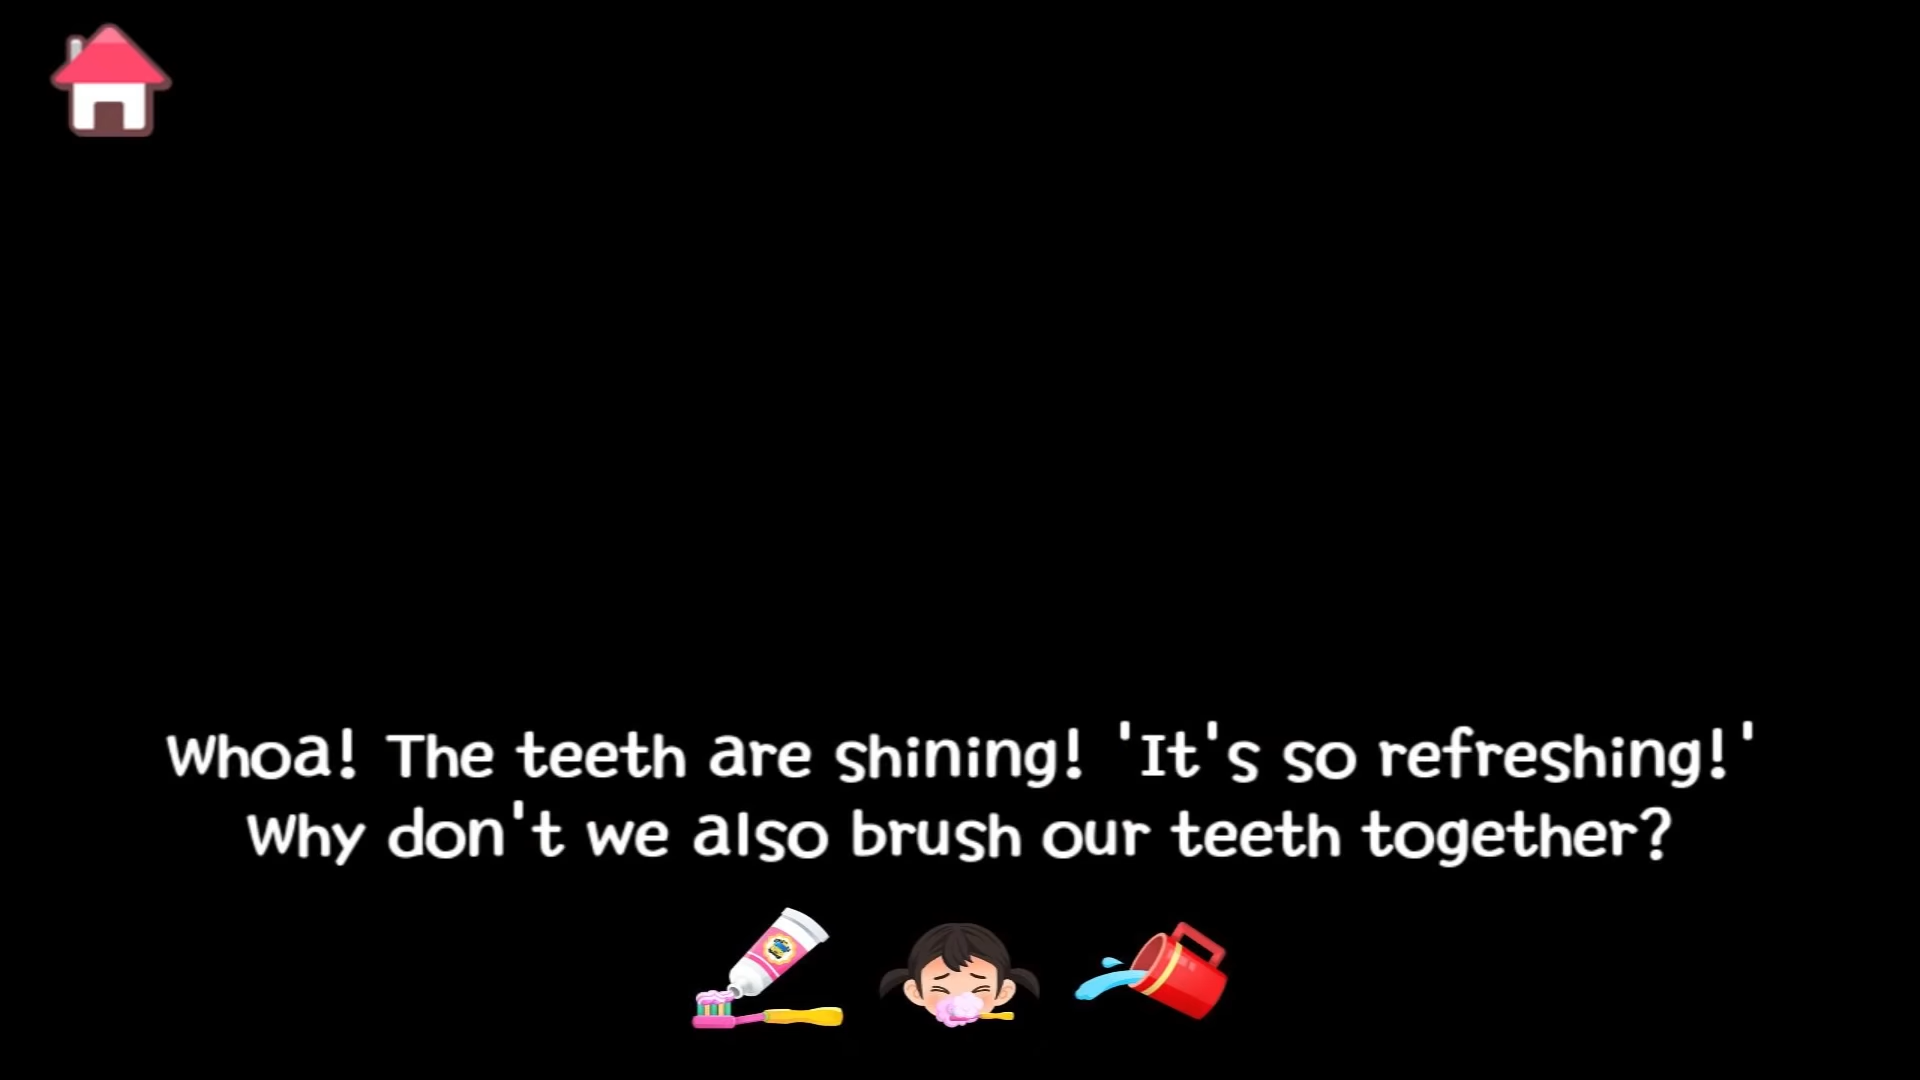 Whoa! The teeth are shining! 'It's so refreshing!'
Why don't we also brush our teeth together?